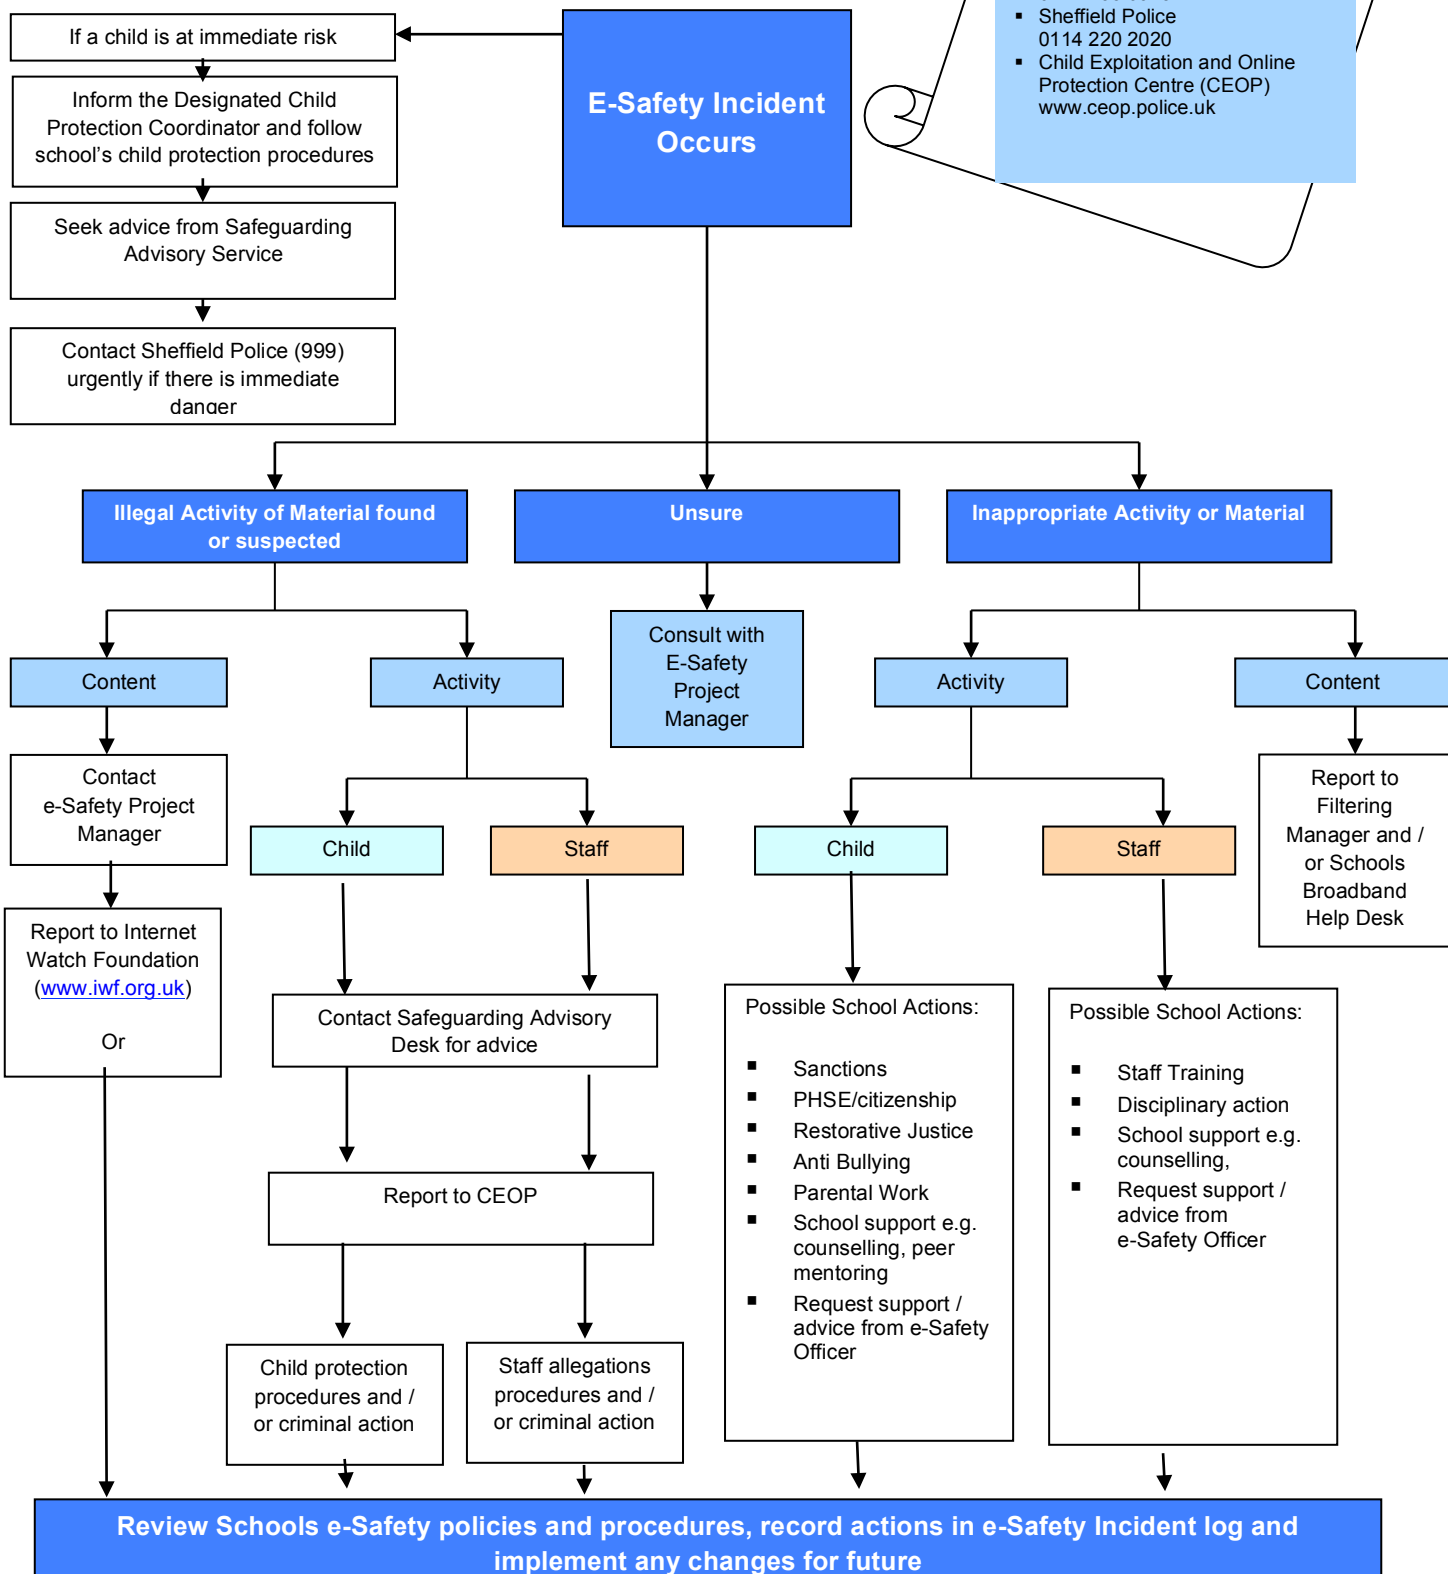 If a child is at immediate risk
Inform the Designated Child
Protection Coordinator and follow
school's child protection procedures
Seek advice from Safeguarding
Advisory Service
Contact Sheffield Police (999)
urgently if there is immediate
danger
E-Safety Incident
Occurs
▪ Sheffield Police
0114 220 2020
▪ Child Exploitation and Online
Protection Centre (CEOP)
www.ceop.police.uk
Illegal Activity of Material found
or suspected
Unsure
Inappropriate Activity or Material
Content
Activity
Consult with
E-Safety
Project
Manager
Activity
Content
Contact
e-Safety Project
Manager
Child
Staff
Child
Staff
Report to
Filtering
Manager and /
or Schools
Broadband
Help Desk
Report to Internet
Watch Foundation
(www.iwf.org.uk)
Or
Contact Safeguarding Advisory
Desk for advice
Report to CEOP
Child protection
procedures and /
or criminal action
Staff allegations
procedures and /
or criminal action
Possible School Actions:
▪ Sanctions
▪ PHSE/citizenship
▪ Restorative Justice
▪ Anti Bullying
▪ Parental Work
▪ School support e.g.
counselling, peer
mentoring
▪ Request support /
advice from e-Safety
Officer
Possible School Actions:
▪ Staff Training
▪ Disciplinary action
▪ School support e.g.
counselling,
▪ Request support /
advice from
e-Safety Officer
Review Schools e-Safety policies and procedures, record actions in e-Safety Incident log and
implement any changes for future